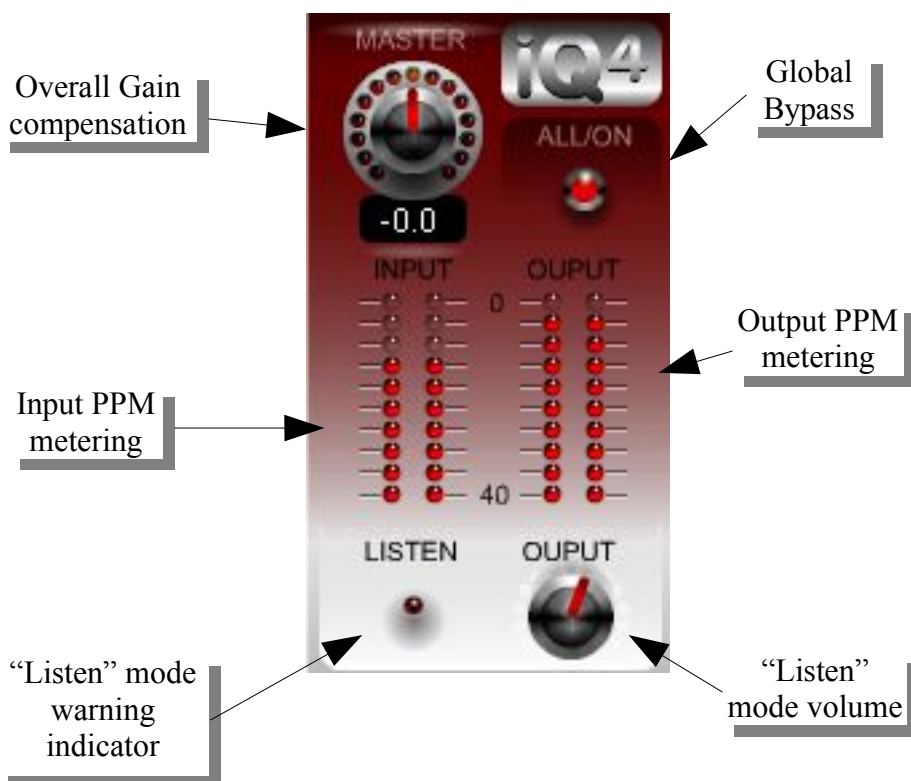 MASTER
iQ4
Overall Gain
compensation
Global
Bypass
ALL/ON
-0.0
INPUT
OUPUT
0
Output PPM
metering
Input PPM
metering
40
LISTEN
OUPUT
“Listen” mode
warning
indicator
“Listen”
mode volume